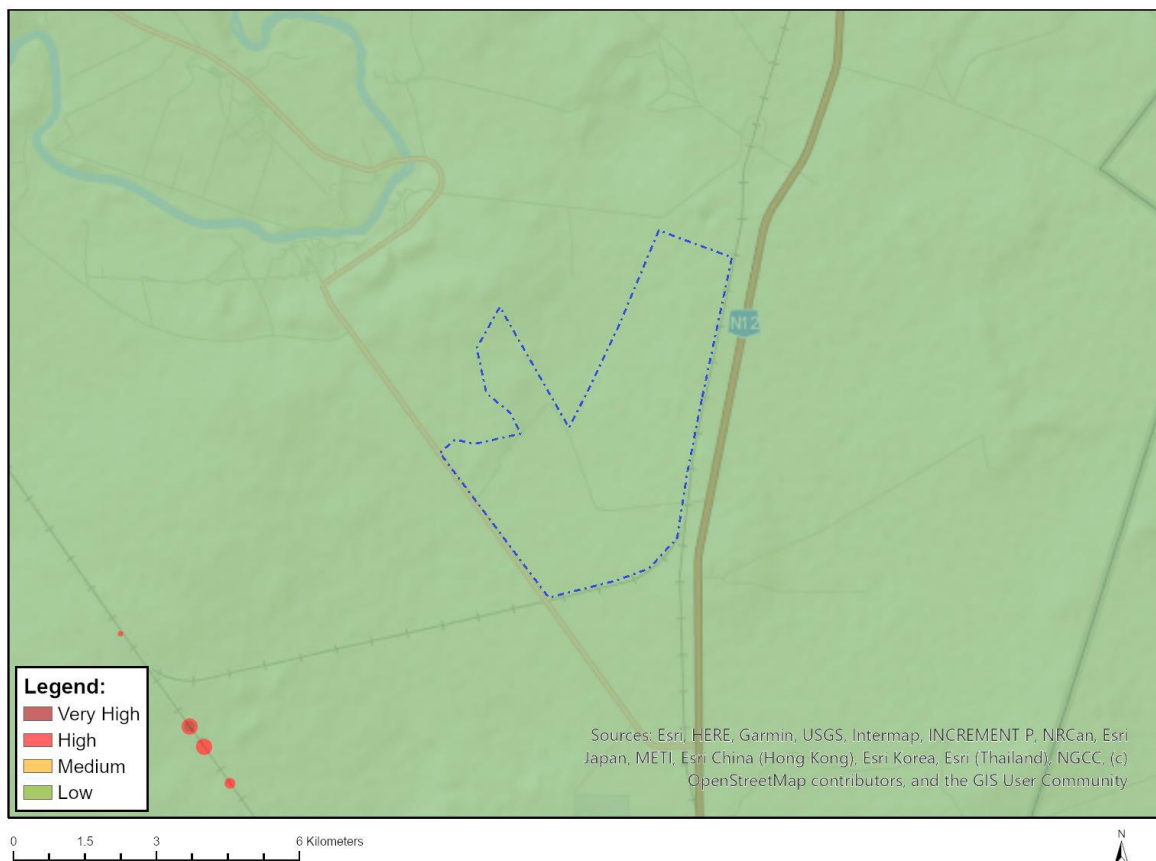 N12
Legend:
Very High
High
Medium
Low
Sources: Esri, HERE, Garmin, USGS, Intermap, INCREMENT P, NRCan, Esri
Japan, METI, Esri China (Hong Kong), Esri Korea, Esri (Thailand), NGCC, (c)
OpenStreetMap contributors, and the GIS User Community
0 1.5 3 6 Kilometers
N